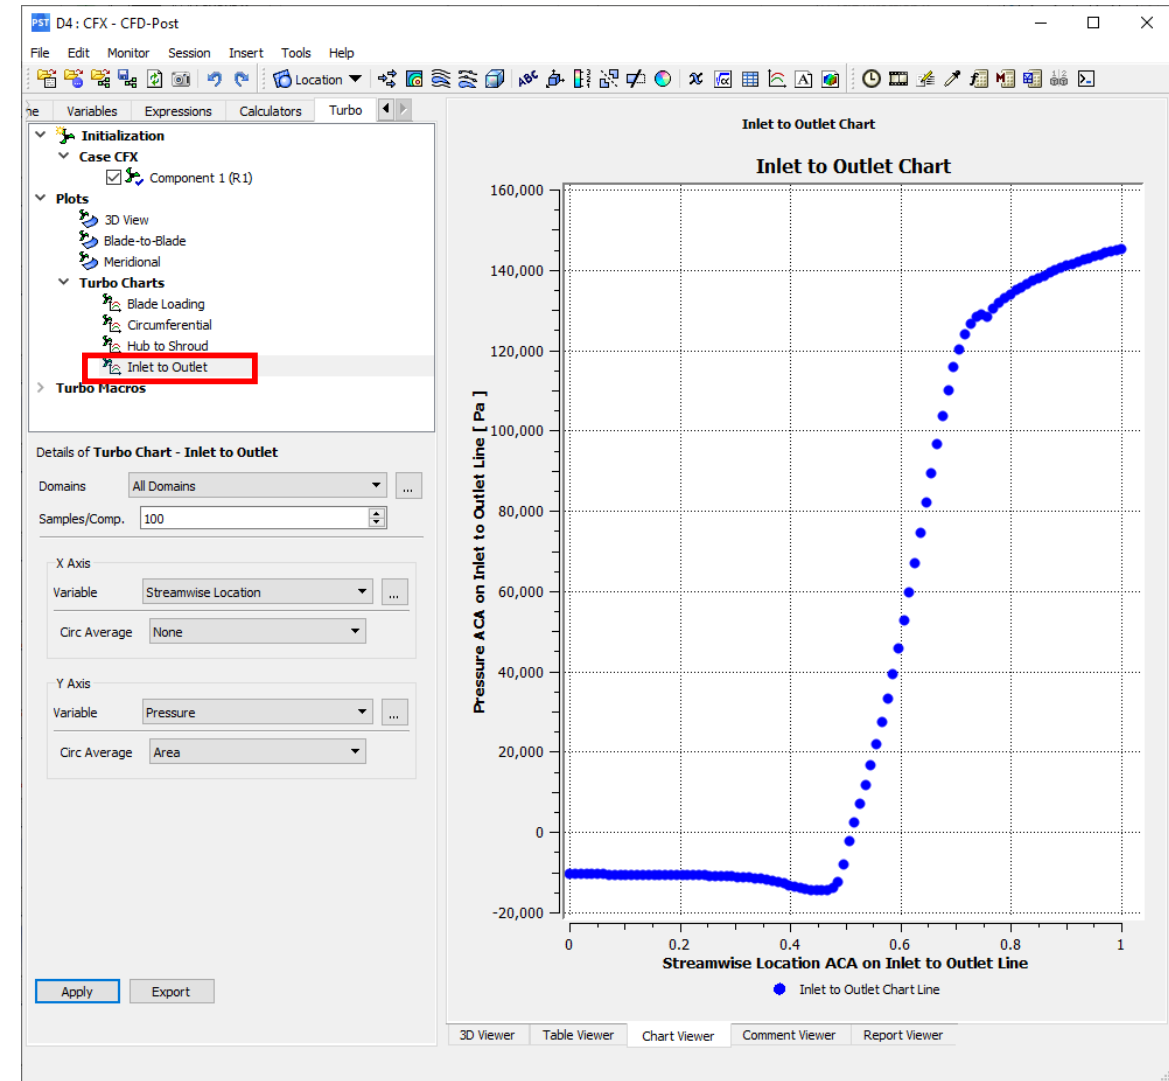 PST D4 : CFX - CFD-Post
File Edit Monitor Session Insert Tools Help
Location
ne Variables Expressions Calculators Turbo
Initialization
Case CFX
Component 1 (R1)
Plots
3D View
Blade-to-Blade
Meridional
Turbo Charts
Blade Loading
Circumferential
Hub to Shroud
Inlet to Outlet
Turbo Macros
Details of Turbo Chart - Inlet to Outlet
Domains All Domains ...
Samples/Comp. 100
X Axis
Variable Streamwise Location ...
Circ Average None
Y Axis
Variable Pressure ...
Circ Average Area
Apply Export
Inlet to Outlet Chart
Inlet to Outlet Chart
160,000
140,000
120,000
100,000
80,000
60,000
40,000
20,000
0
-20,000
Pressure ACA on Inlet to Outlet Line [ Pa ]
0 0.2 0.4 0.6 0.8 1
Streamwise Location ACA on Inlet to Outlet Line
Inlet to Outlet Chart Line
3D Viewer Table Viewer Chart Viewer Comment Viewer Report Viewer